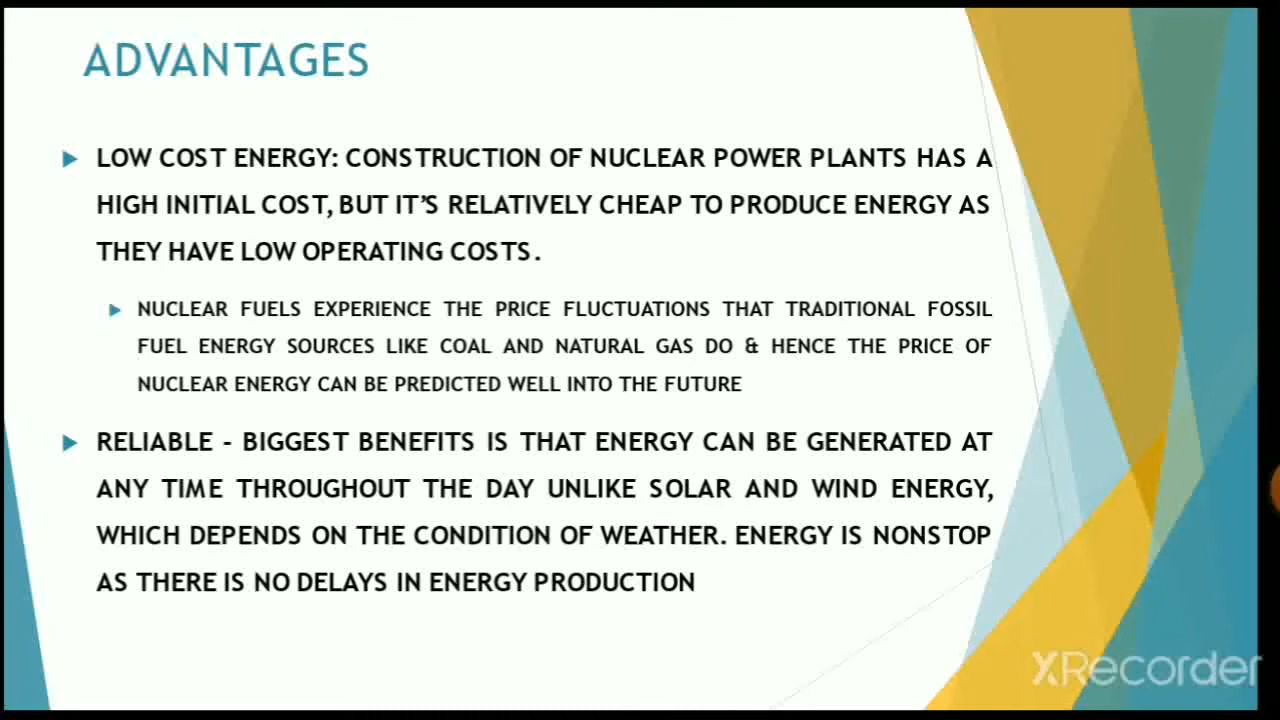 ADVANTAGES
LOW COST ENERGY: CONSTRUCTION OF NUCLEAR POWER PLANTS HAS A
HIGH INITIAL COST, BUT IT’S RELATIVELY CHEAP TO PRODUCE ENERGY AS
THEY HAVE LOW OPERATING COSTS.
NUCLEAR FUELS EXPERIENCE THE PRICE FLUCTUATIONS THAT TRADITIONAL FOSSIL
FUEL ENERGY SOURCES LIKE COAL AND NATURAL GAS DO & HENCE THE PRICE OF
NUCLEAR ENERGY CAN BE PREDICTED WELL INTO THE FUTURE
RELIABLE - BIGGEST BENEFITS IS THAT ENERGY CAN BE GENERATED AT
ANY TIME THROUGHOUT THE DAY UNLIKE SOLAR AND WIND ENERGY,
WHICH DEPENDS ON THE CONDITION OF WEATHER. ENERGY IS NONSTOP
AS THERE IS NO DELAYS IN ENERGY PRODUCTION
XRecorder